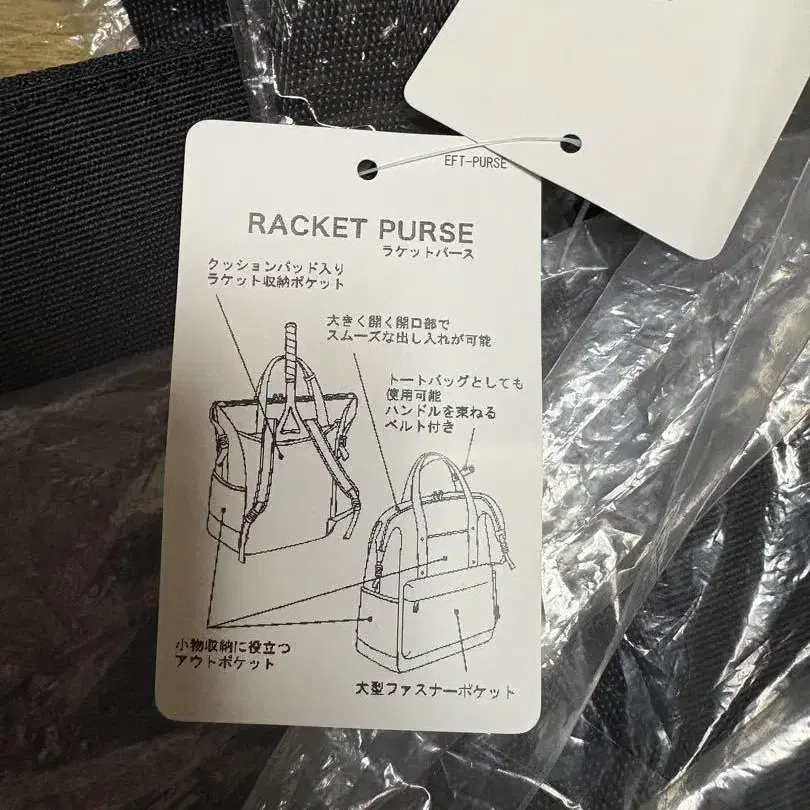 EFT-PURSE
RACKET PURSE
ラケットパース
クッションパッド入り
ラケット収納ポケット
大きく開く開口部で
スムーズな出し入れが可能
トートバッグとしても
使用可能
ハンドルを束ねる
ベルト付き
小物収納に役立つ
アウトポケット
大型ファスナーポケット